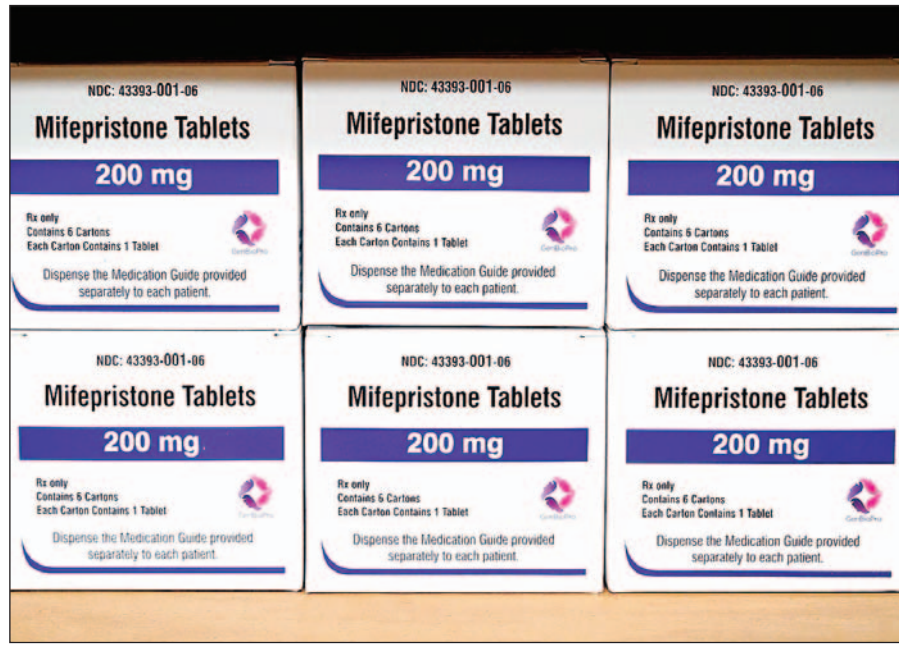 NDC: 43393-001-06
Mifepristone Tablets
200 mg
Rx only
Contains 6 Cartons
Each Carton Contains 1 Tablet
GenBioPro
Dispense the Medication Guide provided
separately to each patient.
NDC: 43393-001-06
Mifepristone Tablets
200 mg
Rx only
Contains 6 Cartons
Each Carton Contains 1 Tablet
GenBioPro
Dispense the Medication Guide provided
separately to each patient.
NDC: 43393-001-06
Mifepristone Tablets
200 mg
Rx only
Contains 6 Cartons
Each Carton Contains 1 Tablet
GenBioPro
Dispense the Medication Guide provided
separately to each patient.
NDC: 43393-001-06
Mifepristone Tablets
200 mg
Rx only
Contains 6 Cartons
Each Carton Contains 1 Tablet
GenBioPro
Dispense the Medication Guide provided
separately to each patient.
NDC: 43393-001-06
Mifepristone Tablets
200 mg
Rx only
Contains 6 Cartons
Each Carton Contains 1 Tablet
GenBioPro
Dispense the Medication Guide provided
separately to each patient.
NDC: 43393-001-06
Mifepristone Tablets
200 mg
Rx only
Contains 6 Cartons
Each Carton Contains 1 Tablet
GenBioPro
Dispense the Medication Guide provided
separately to each patient.